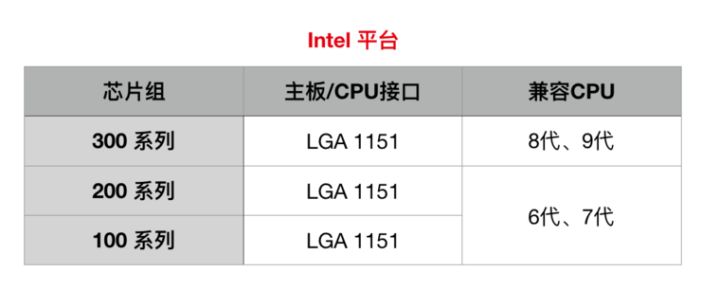 Intel 平台
芯片组 主板/CPU接口 兼容CPU
300 系列 LGA 1151 8代、9代
200 系列 LGA 1151
6代、7代
100 系列 LGA 1151